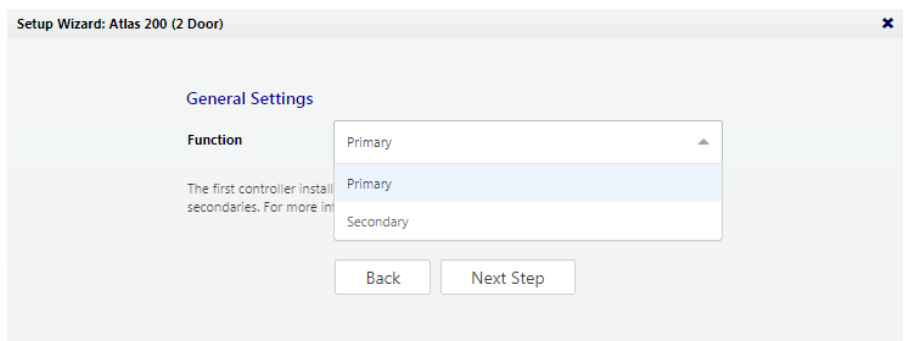 Setup Wizard: Atlas 200 (2 Door)
General Settings
Function
Primary
Primary
Secondary
The first controller install
secondaries. For more
Back
Next Step